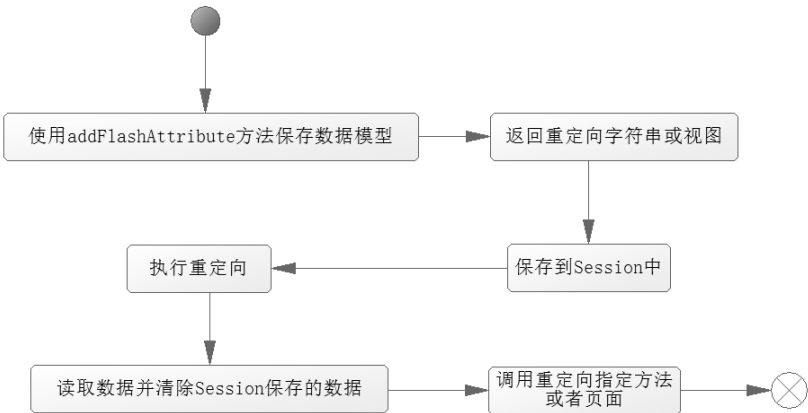 使用addFlashAttribute方法保存数据模型
返回重定向字符串或视图
保存到Session中
执行重定向
读取数据并清除Session保存的数据
调用重定向指定方法
或者页面